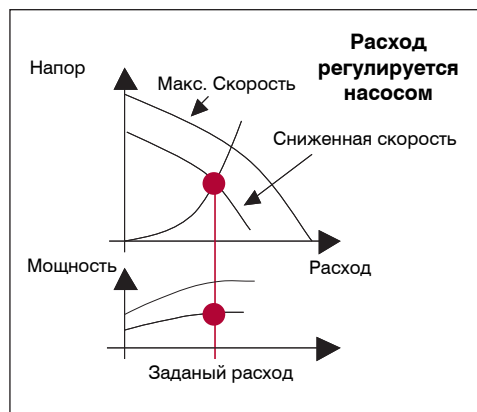 Расход
регулируется
насосом
Напор
Макс. Скорость
Сниженная скорость
Мощность
Расход
Заданый расход